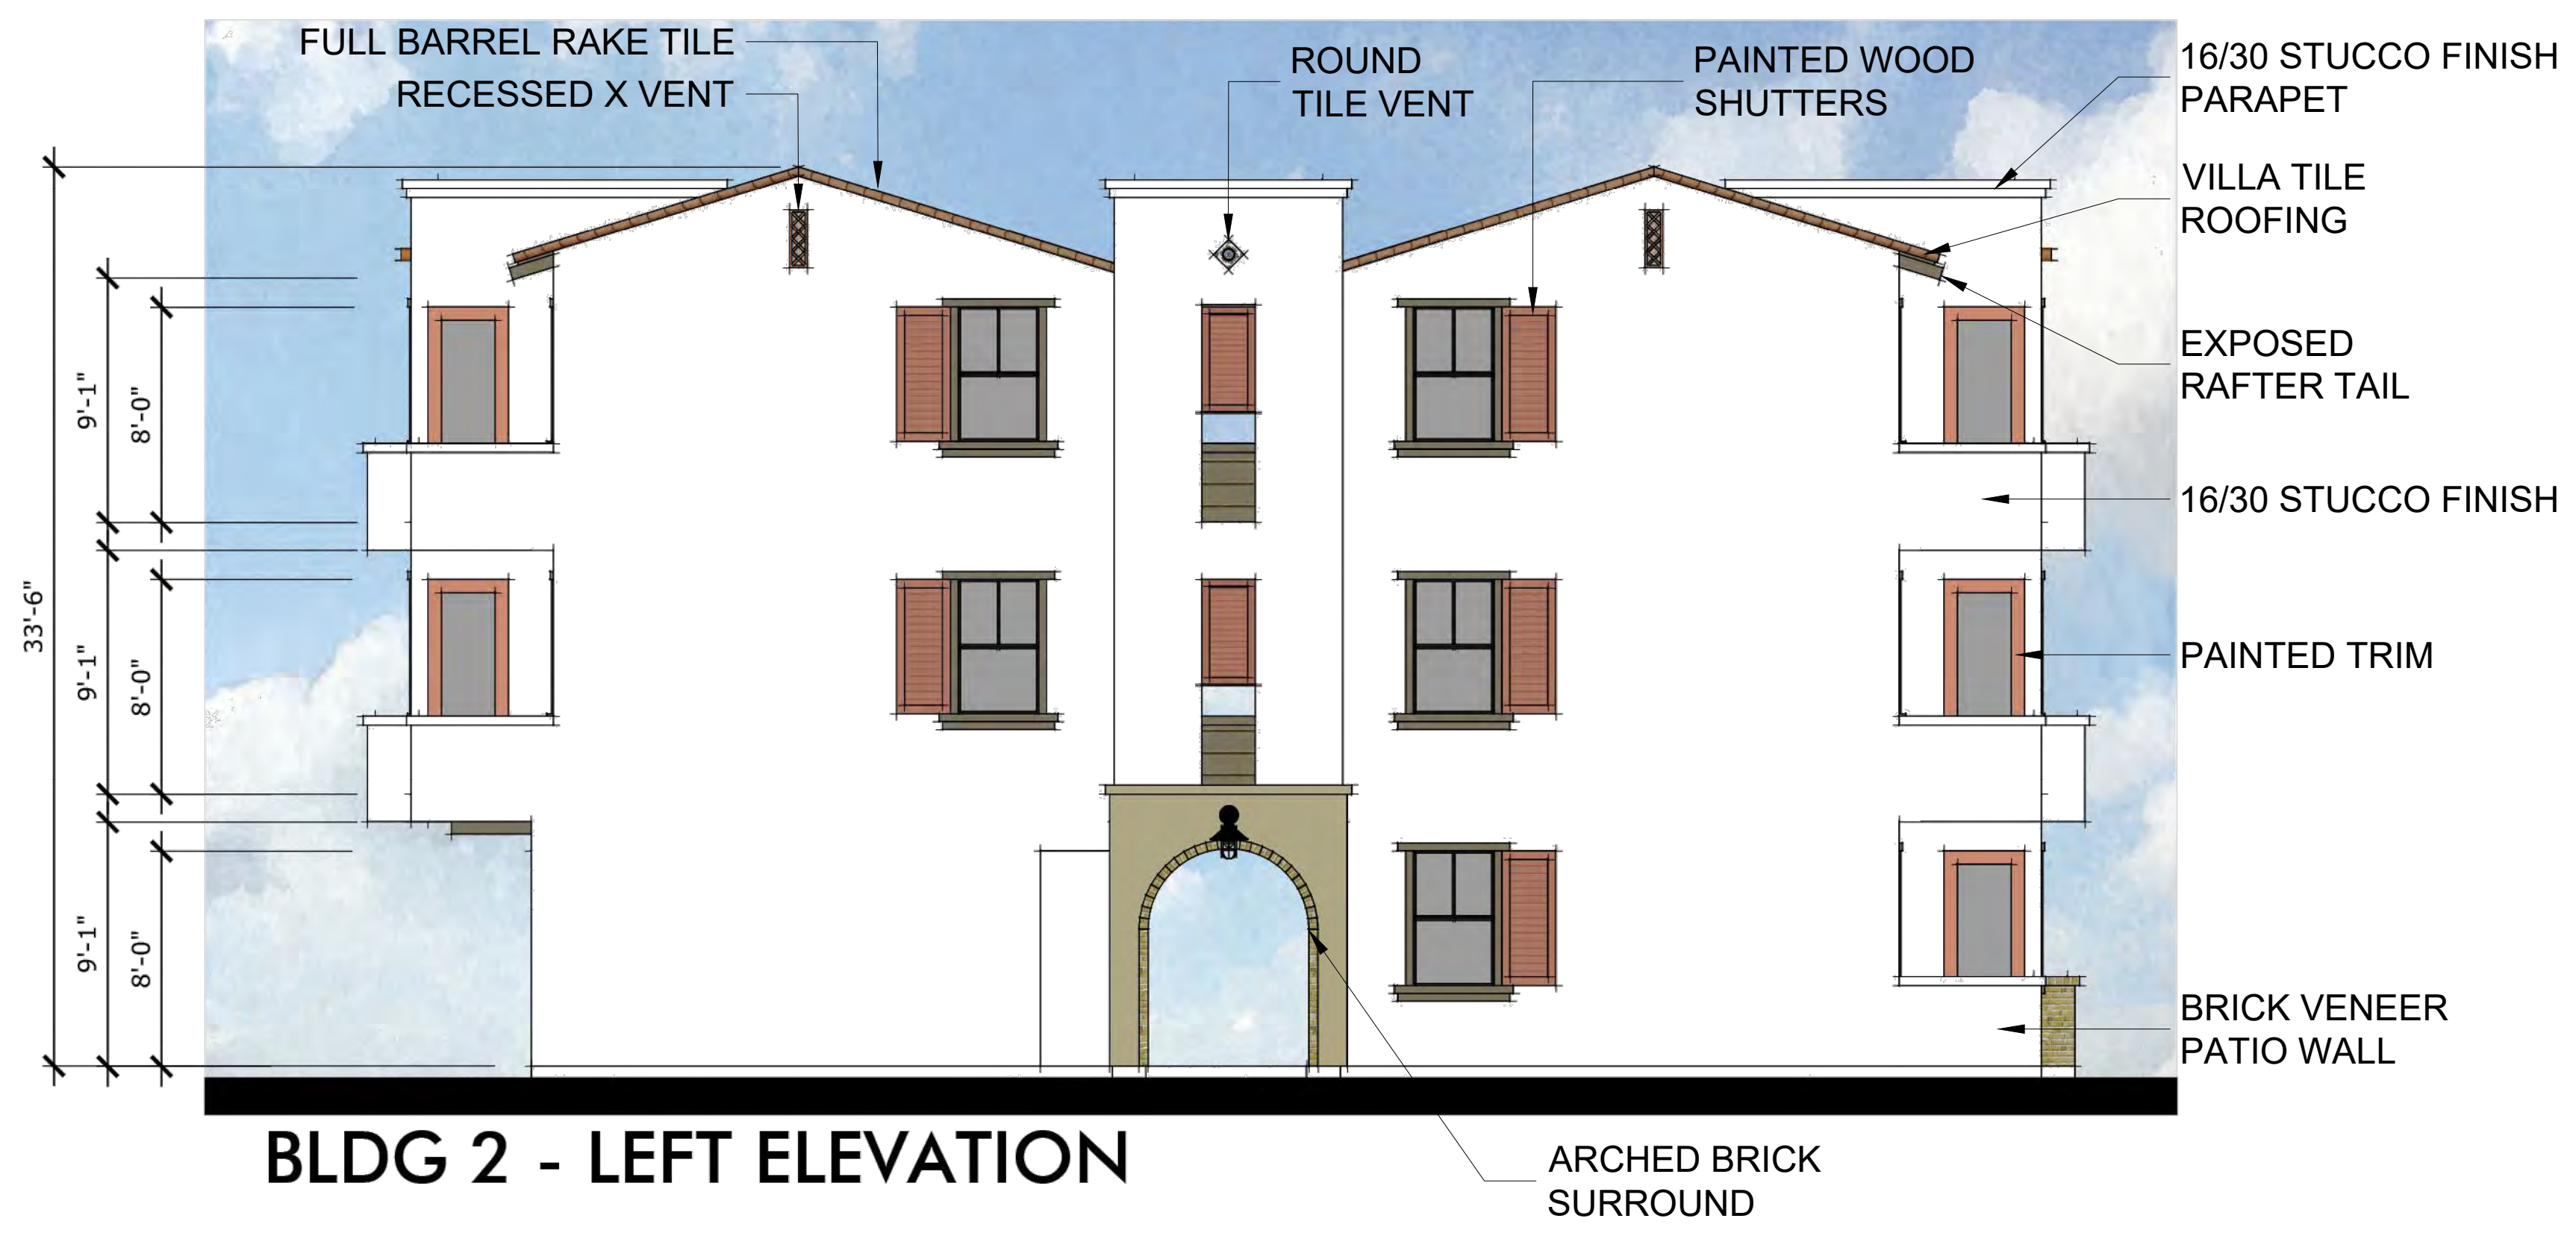 FULL BARREL RAKE TILE
RECESSED X VENT
ROUND
TILE VENT
PAINTED WOOD
SHUTTERS
16/30 STUCCO FINISH
PARAPET
VILLA TILE
ROOFING
EXPOSED
RAFTER TAIL
16/30 STUCCO FINISH
PAINTED TRIM
BRICK VENEER
PATIO WALL
ARCHED BRICK
SURROUND
33'-6"
9'-1"
8'-0"
9'-1"
8'-0"
9'-1"
8'-0"
BLDG 2 - LEFT ELEVATION